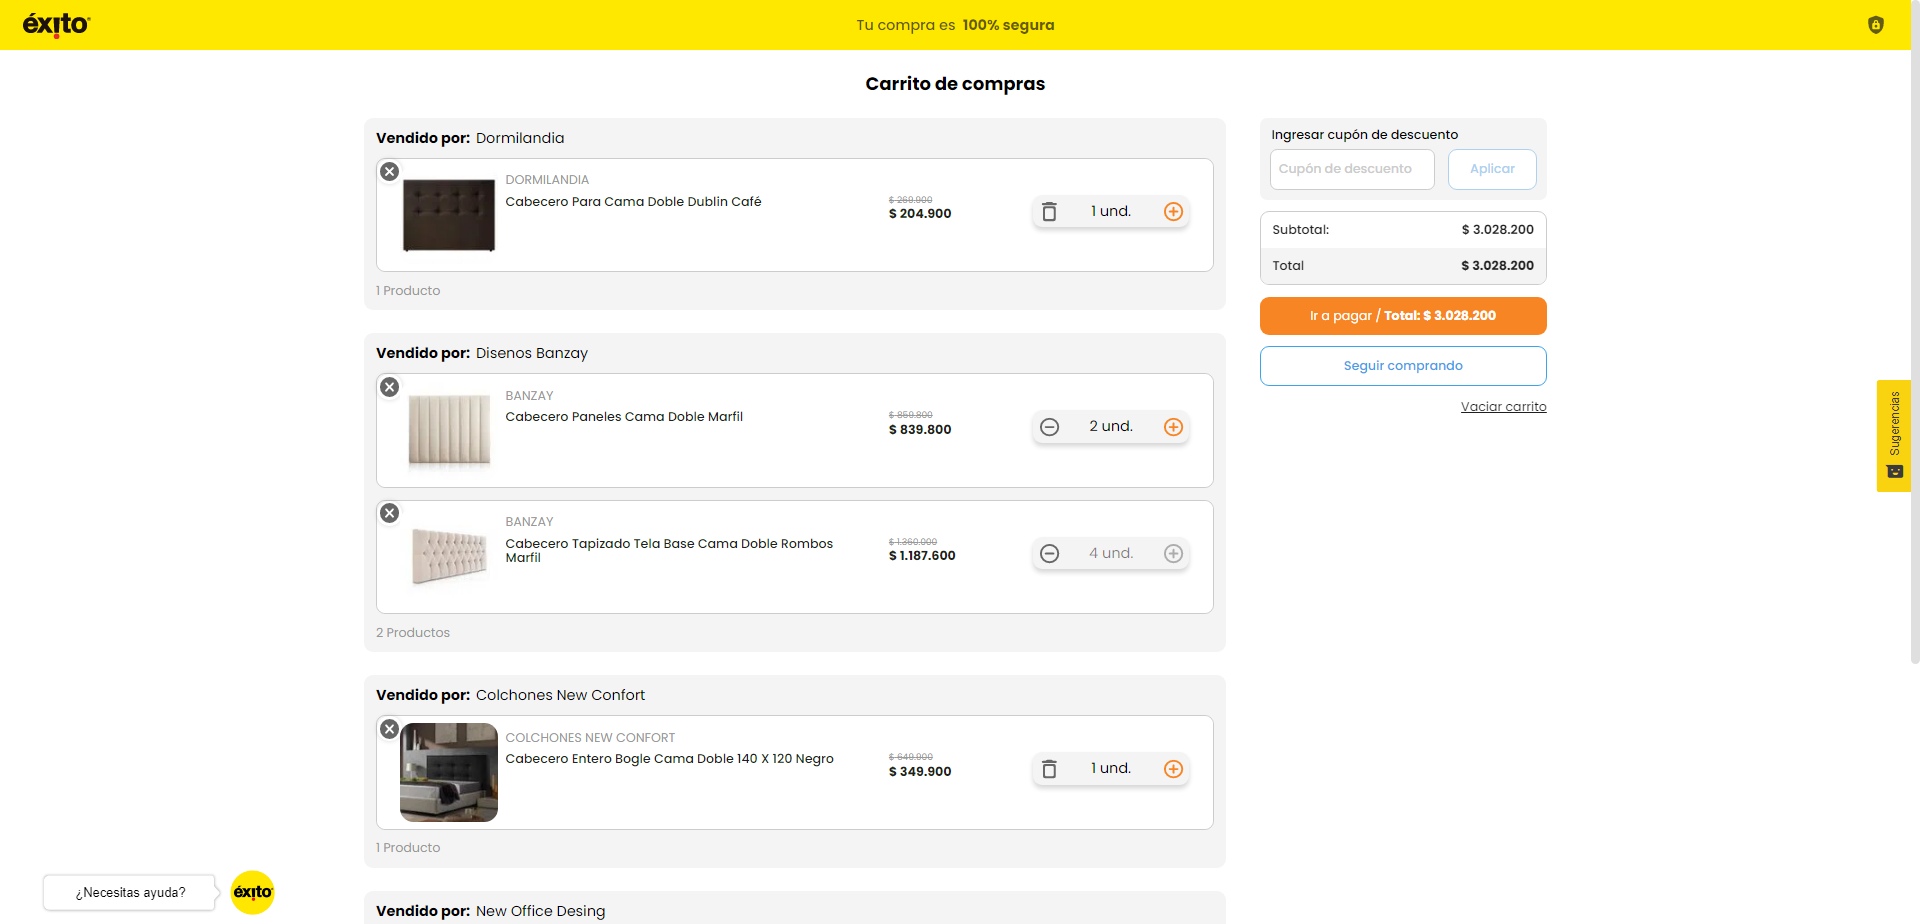 éxito
Tu compra es 100% segura
Carrito de compras
Vendido por: Dormilandia
DORMILANDIA
Cabecero Para Cama Doble Dublin Café
$ 260.900
$ 204.900
1 und.
1 Producto
Vendido por: Disenos Banzay
BANZAY
Cabecero Paneles Cama Doble Marfil
$ 859.800
$ 839.800
2 und.
BANZAY
Cabecero Tapizado Tela Base Cama Doble Rombos
Marfil
$ 1.360.000
$ 1.187.600
4 und.
2 Productos
Vendido por: Colchones New Confort
COLCHONES NEW CONFORT
Cabecero Entero Bogle Cama Doble 140 X 120 Negro
$ 649.900
$ 349.900
1 und.
1 Producto
Vendido por: New Office Desing
Ingresar cupón de descuento
Cupón de descuento
Aplicar
Subtotal: $ 3.028.200
Total $ 3.028.200
Ir a pagar / Total: $ 3.028.200
Seguir comprando
Vaciar carrito
Sugerencias
¿Necesitas ayuda?
éxito